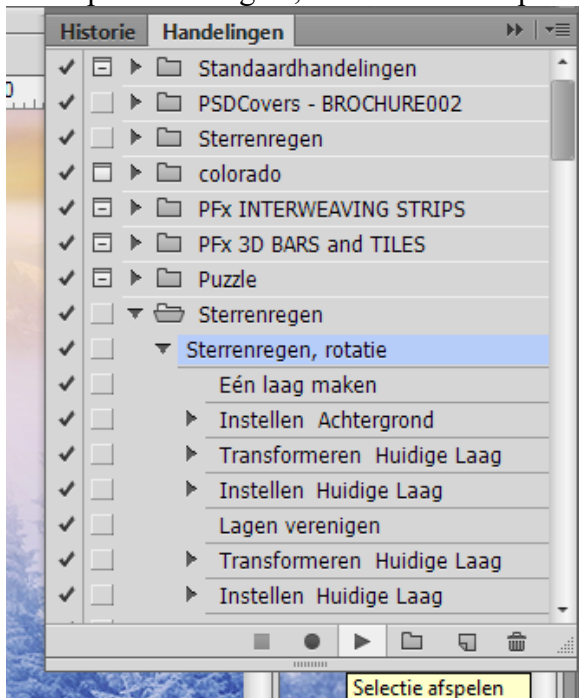 Historie Handelingen
Standaardhandelingen
PSDCovers - BROCHURE002
Sterrenregen
colorado
PFx INTERWEAVING STRIPS
PFx 3D BARS and TILES
Puzzle
Sterrenregen
Sterrenregen, rotatie
Eén laag maken
Instellen Achtergrond
Transformeren Huidige Laag
Instellen Huidige Laag
Lagen verenigen
Transformeren Huidige Laag
Instellen Huidige Laag
Selectie afspelen